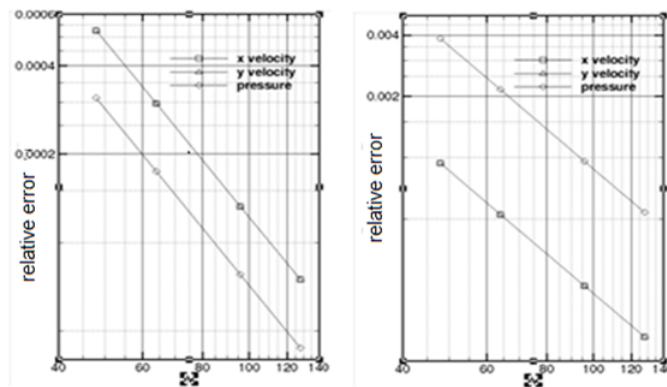 0.0006
0.0004
0.0002
relative error
x velocity
y velocity
pressure
40
60
80
100
120
140
0.004
0.002
relative error
x velocity
y velocity
pressure
40
60
80
100
120
14